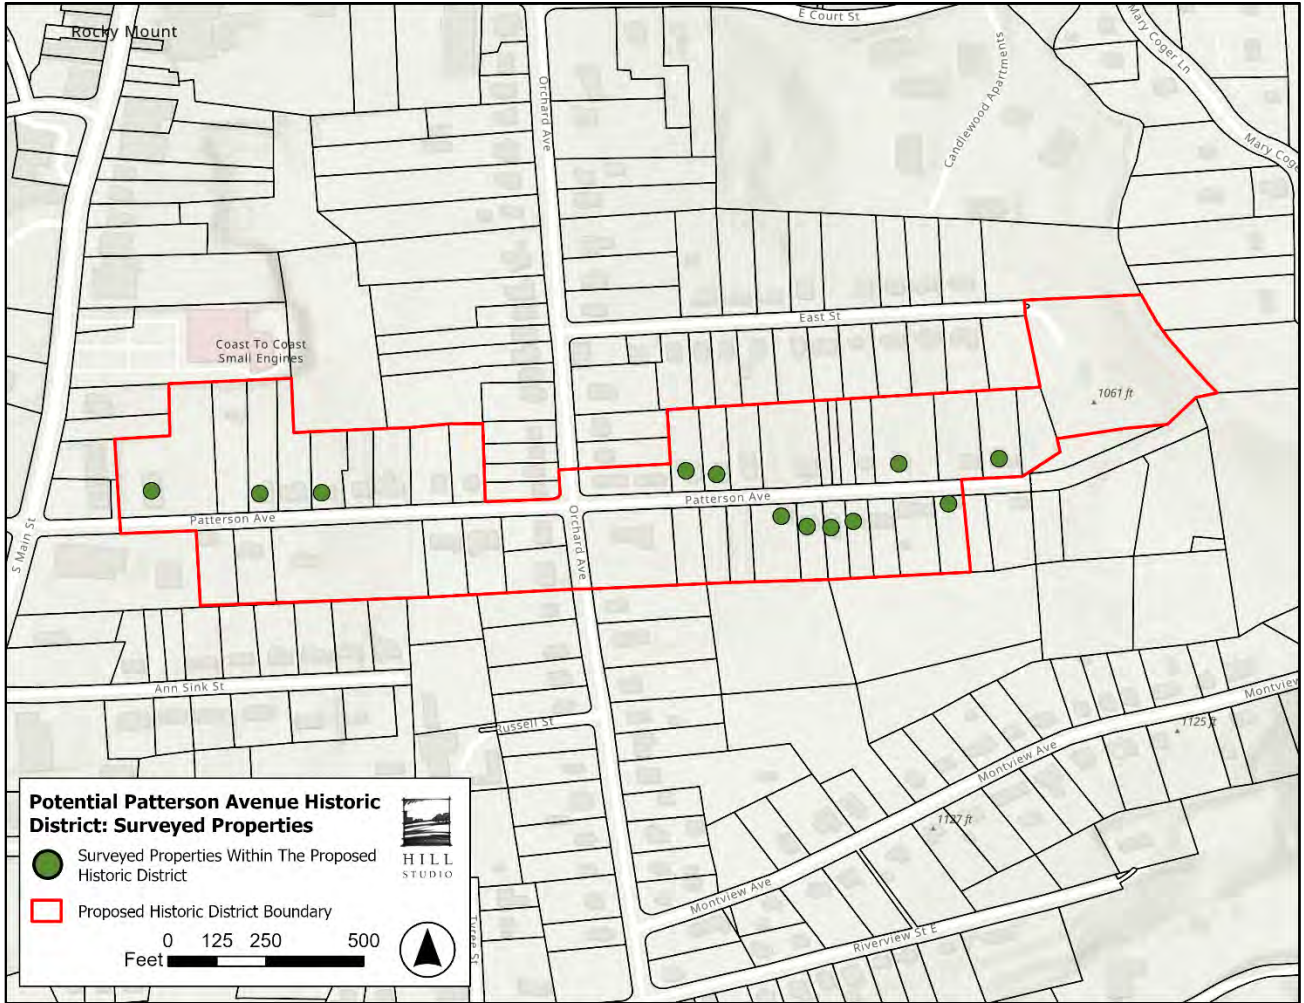 Rocky Mount
E Court St
Mary Coger Ln
Mary Coge
Candlewood Apartments
Orchard Ave
East St
Coast To Coast
Small Engines
1061 ft
Patterson Ave
Patterson Ave
S Main St
Orchard Ave
Ann Sink St
Russell St
Montview
1125 ft
Montview Ave
1127 ft
Montview Ave
Riverview St E
Potential Patterson Avenue Historic
District: Surveyed Properties
HILL
STUDIO
Surveyed Properties Within The Proposed
Historic District
Proposed Historic District Boundary
0 125 250 500
Feet